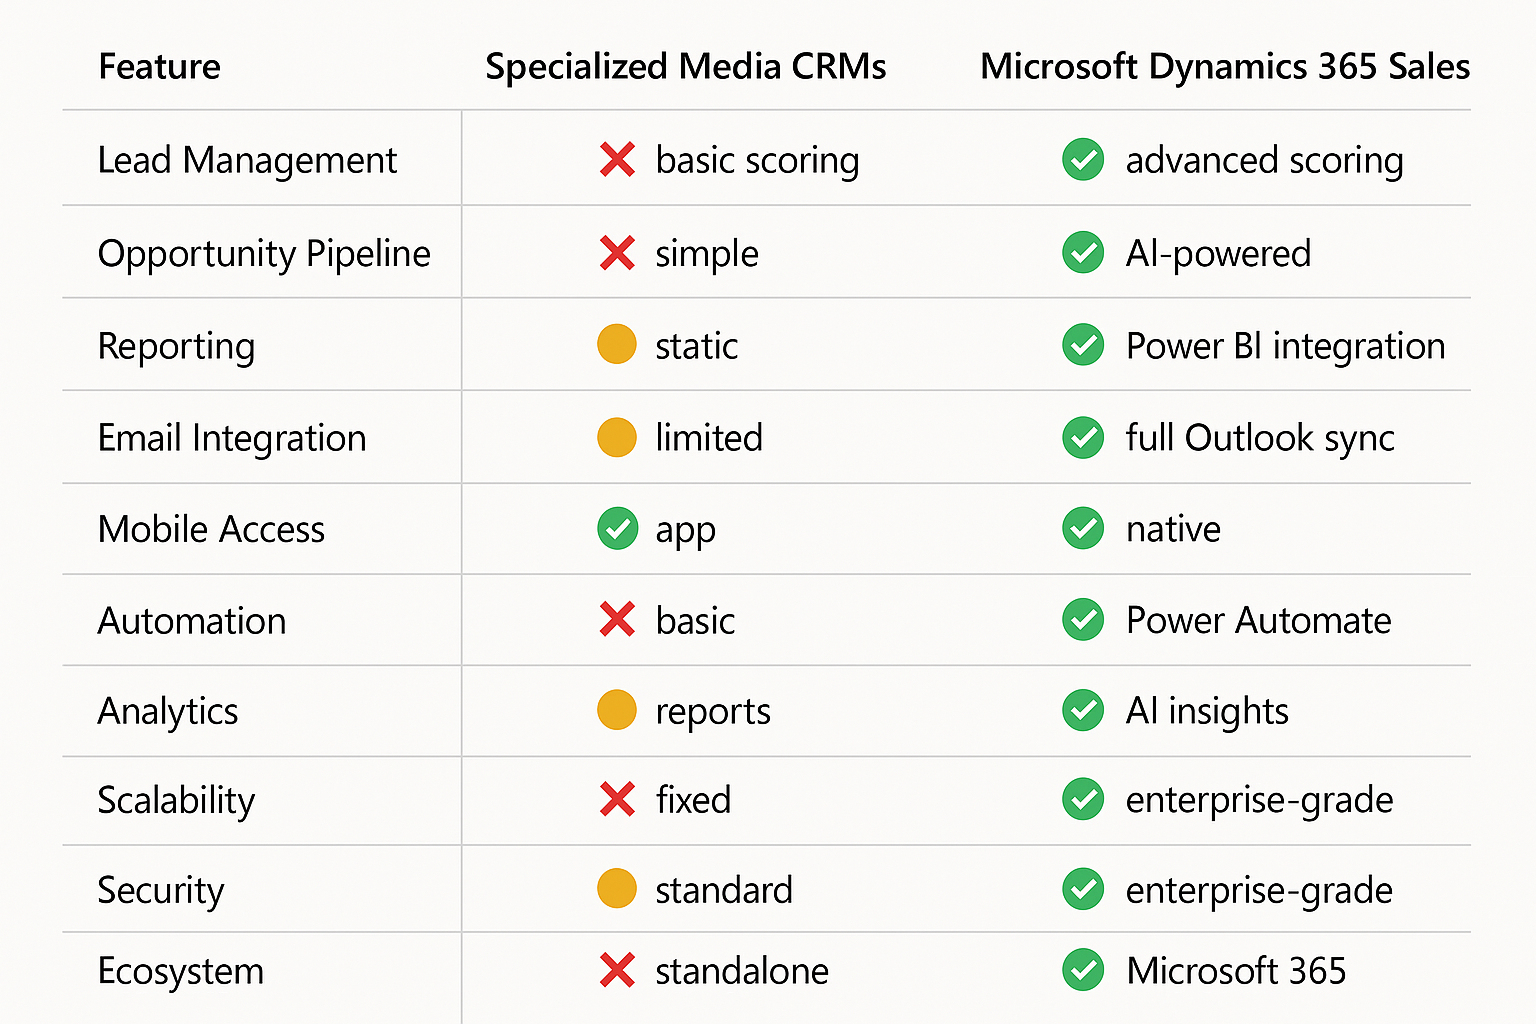 Feature Specialized Media CRMs Microsoft Dynamics 365 Sales
Lead Management basic scoring advanced scoring
Opportunity Pipeline simple AI-powered
Reporting static Power BI integration
Email Integration limited full Outlook sync
Mobile Access app native
Automation basic Power Automate
Analytics reports AI insights
Scalability fixed enterprise-grade
Security standard enterprise-grade
Ecosystem standalone Microsoft 365